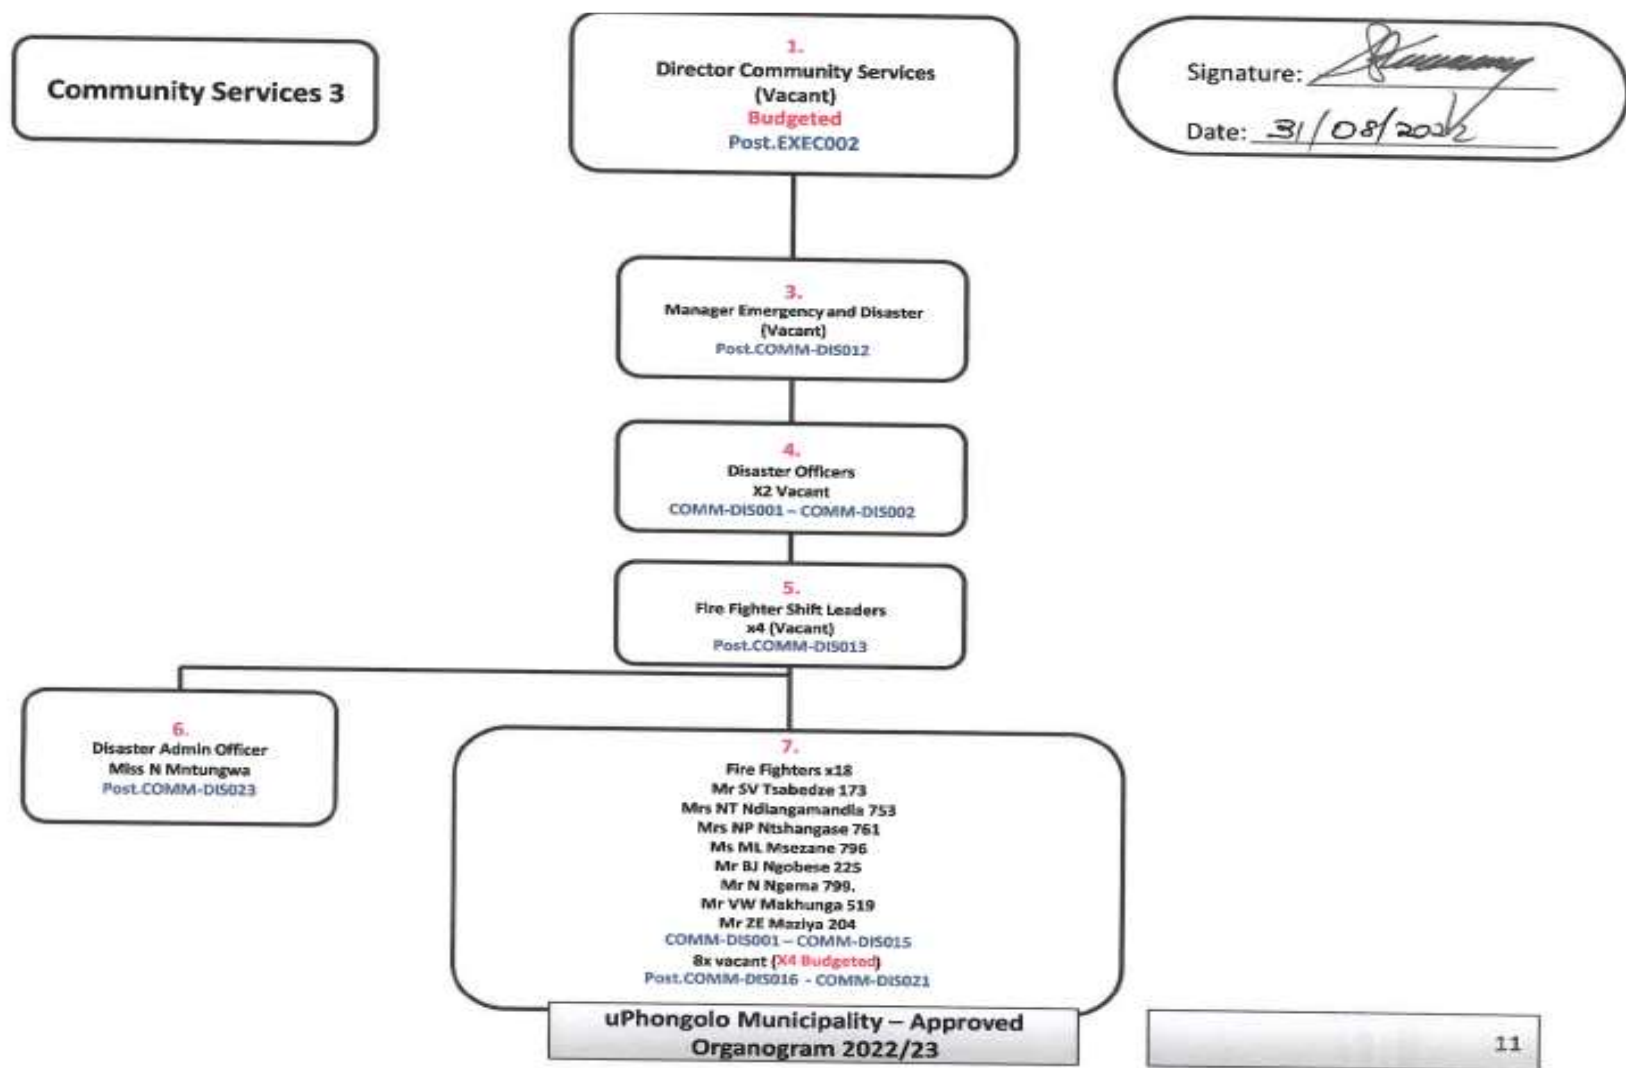 Community Services 3
1.
Director Community Services
(Vacant)
Budgeted
Post.EXEC002
Signature:
Date: 31/08/2022
3.
Manager Emergency and Disaster
(Vacant)
Post.COMM-DIS012
4.
Disaster Officers
X2 Vacant
COMM-DIS001 – COMM-DIS002
5.
Fire Fighter Shift Leaders
x4 (Vacant)
Post.COMM-DIS013
6.
Disaster Admin Officer
Miss N Mntungwa
Post.COMM-DIS023
7.
Fire Fighters x18
Mr SV Tsabedze 173
Mrs NT Ndlangamandla 753
Mrs NP Ntshangase 761
Ms ML Msezane 796
Mr BJ Ngobese 225
Mr N Ngema 799.
Mr VW Makhunga 519
Mr ZE Maziya 204
COMM-DIS001 – COMM-DIS015
8x vacant (X4 Budgeted)
Post.COMM-DIS016 - COMM-DIS021
uPhongolo Municipality – Approved
Organogram 2022/23
11